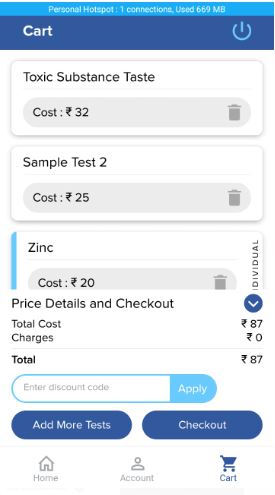 Personal Hotspot : 1 connections, Used 669 MB
Cart
Toxic Substance Taste
Cost : ₹ 32
Sample Test 2
Cost : ₹ 25
Zinc
Cost : ₹ 20
IDIVIDUAL
Price Details and Checkout
Total Cost ₹ 87
Charges ₹ 0
Total ₹ 87
Enter discount code Apply
Add More Tests Checkout
Home Account Cart